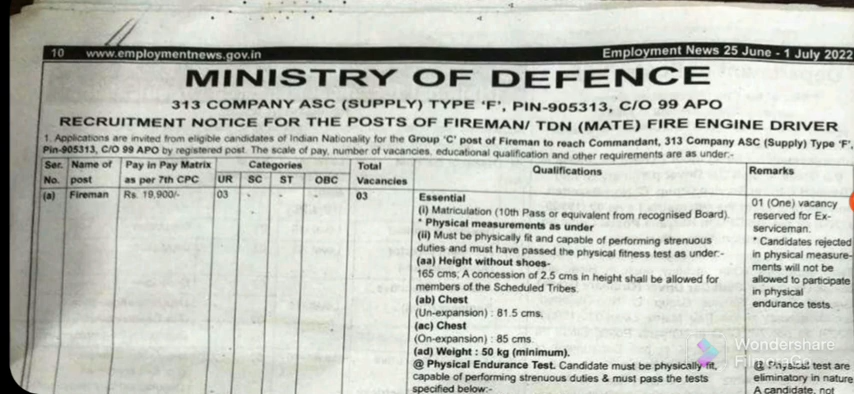 10 www.employmentnews.gov.in Employment News 25 June - 1 July 2022
MINISTRY OF DEFENCE
313 COMPANY ASC (SUPPLY) TYPE 'F', PIN-905313, C/O 99 APO
RECRUITMENT NOTICE FOR THE POSTS OF FIREMAN/ TDN (MATE) FIRE ENGINE DRIVER
1. Applications are invited from eligible candidates of Indian Nationality for the Group 'C' post of Fireman to reach Commandant, 313 Company ASC (Supply) Type 'F',
Pin-905313, C/O 99 APO by registered post. The scale of pay, number of vacancies, educational qualification and other requirements are as under:-
Ser. No. Name of post Pay in Pay Matrix as per 7th CPC Categories UR SC ST OBC Total Vacancies Qualifications Remarks
(a) Fireman Rs. 19,900/- 03 - - - 03
Essential
(i) Matriculation (10th Pass or equivalent from recognised Board).
* Physical measurements as under
(ii) Must be physically fit and capable of performing strenuous
duties and must have passed the physical fitness test as under:-
(aa) Height without shoes-
165 cms, A concession of 2.5 cms in height shall be allowed for
members of the Scheduled Tribes.
(ab) Chest
(Un-expansion) : 81.5 cms.
(ac) Chest
(On-expansion) : 85 cms.
(ad) Weight : 50 kg (minimum).
@ Physical Endurance Test. Candidate must be physically fit,
capable of performing strenuous duties & must pass the tests
specified below:-
01 (One) vacancy
reserved for Ex-
serviceman.
* Candidates rejected
in physical measure-
ments will not be
allowed to participate
in physical
endurance tests.
@ Physical test are
eliminatory in nature
A candidate, not
Wondershare
FilmoraGo